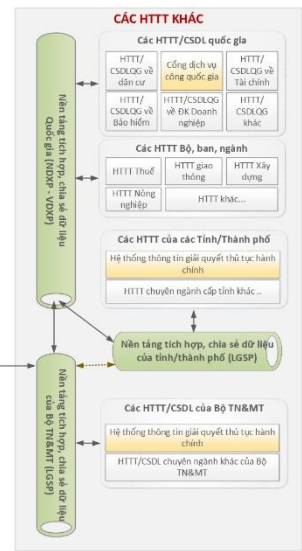 CÁC HTTT KHÁC
Nền tảng tích hợp, chia sẻ dữ liệu
Quốc gia (NDXP - VDXP)
Các HTTT/CSDL quốc gia
HTTT/
CSDLQG về
dân cư
Cổng dịch vụ
công quốc gia
HTTT/
CSDLQG về
Tài chính
HTTT/
CSDLQG về
Bảo hiểm
HTTT/CSDLQG
về ĐK Doanh
nghiệp
HTTT/
CSDLQG
khác
Các HTTT Bộ, ban, ngành
HTTT Thuế
HTTT giao
thông
HTTT Xây
dựng
HTTT Nông
nghiệp
HTTT khác...
Các HTTT của các Tỉnh/Thành phố
Hệ thống thông tin giải quyết thủ tục hành
chính
HTTT chuyên ngành cấp tỉnh khác ..
Nền tảng tích hợp, chia sẻ dữ liệu
của tỉnh/thành phố (LGSP)
Nền tảng tích hợp, chia sẻ dữ liệu
của Bộ TN&MT (LGSP)
Các HTTT/CSDL của Bộ TN&MT
Hệ thống thông tin giải quyết thủ tục hành
chính
HTTT/CSDL chuyên ngành khác của Bộ
TN&MT